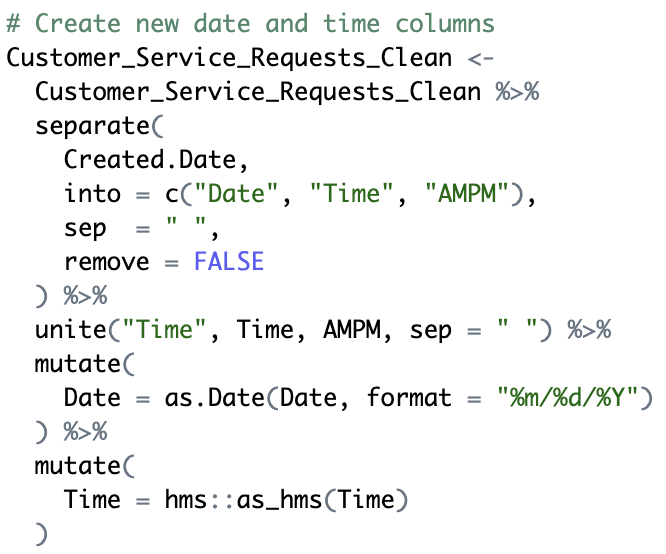 # Create new date and time columns
Customer_Service_Requests_Clean <-
  Customer_Service_Requests_Clean %>%
  separate(
    Created.Date,
    into = c("Date", "Time", "AMPM"),
    sep  = " ",
    remove = FALSE
  ) %>%
  unite("Time", Time, AMPM, sep = " ") %>%
  mutate(
    Date = as.Date(Date, format = "%m/%d/%Y")
  ) %>%
  mutate(
    Time = hms::as_hms(Time)
  )